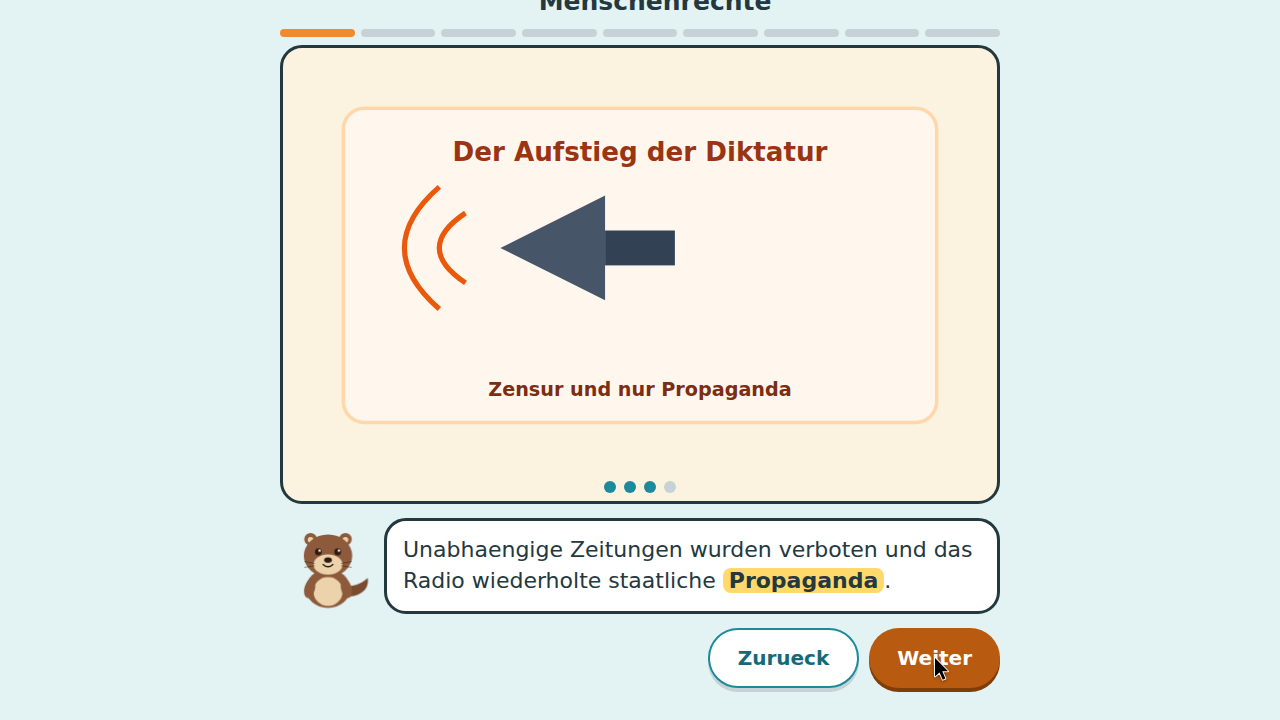 Menschenrechte
Der Aufstieg der Diktatur
Zensur und nur Propaganda
Unabhaengige Zeitungen wurden verboten und das
Radio wiederholte staatliche Propaganda.
Zurueck
Weiter